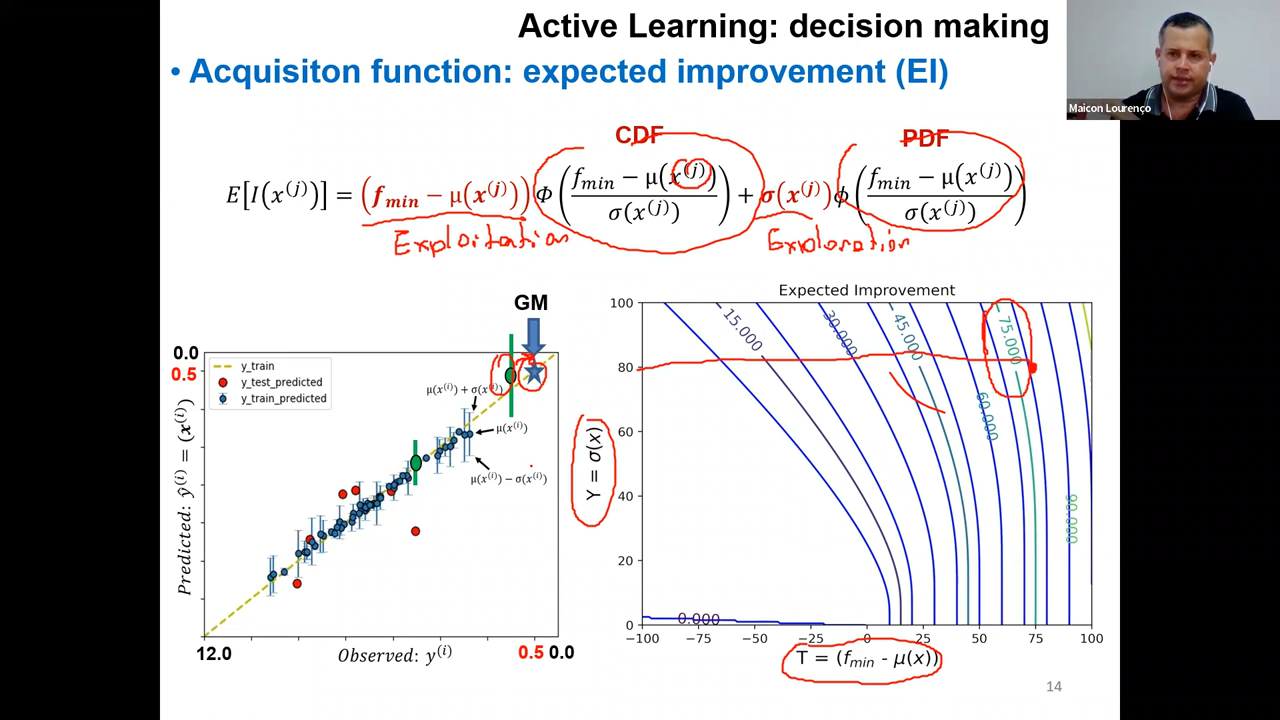 Active Learning: decision making
• Acquisiton function: expected improvement (EI)
Maicon Lourenço
CDF
PDF
E[I(x⁽ʲ⁾)] = (f_min − μ(x⁽ʲ⁾)) Φ( (f_min − μ(x⁽ʲ⁾)) / σ(x⁽ʲ⁾) ) + σ(x⁽ʲ⁾) ϕ( (f_min − μ(x⁽ʲ⁾)) / σ(x⁽ʲ⁾) )
Exploitation
Exploration
GM
0.0
0.5
y_train
y_test_predicted
y_train_predicted
μ(x⁽ⁱ⁾) + σ(x⁽ⁱ⁾)
μ(x⁽ⁱ⁾)
μ(x⁽ⁱ⁾) − σ(x⁽ⁱ⁾)
Predicted: ŷ⁽ⁱ⁾ = (x⁽ⁱ⁾)
12.0
Observed: y⁽ⁱ⁾
0.5 0.0
Expected Improvement
100
80
60
40
20
0
15.000
30.000
45.000
75.000
60.000
90.000
0.000
Y = σ(x)
−100 −75 −50 −25 0 25 50 75 100
T = (f_min - μ(x))
14